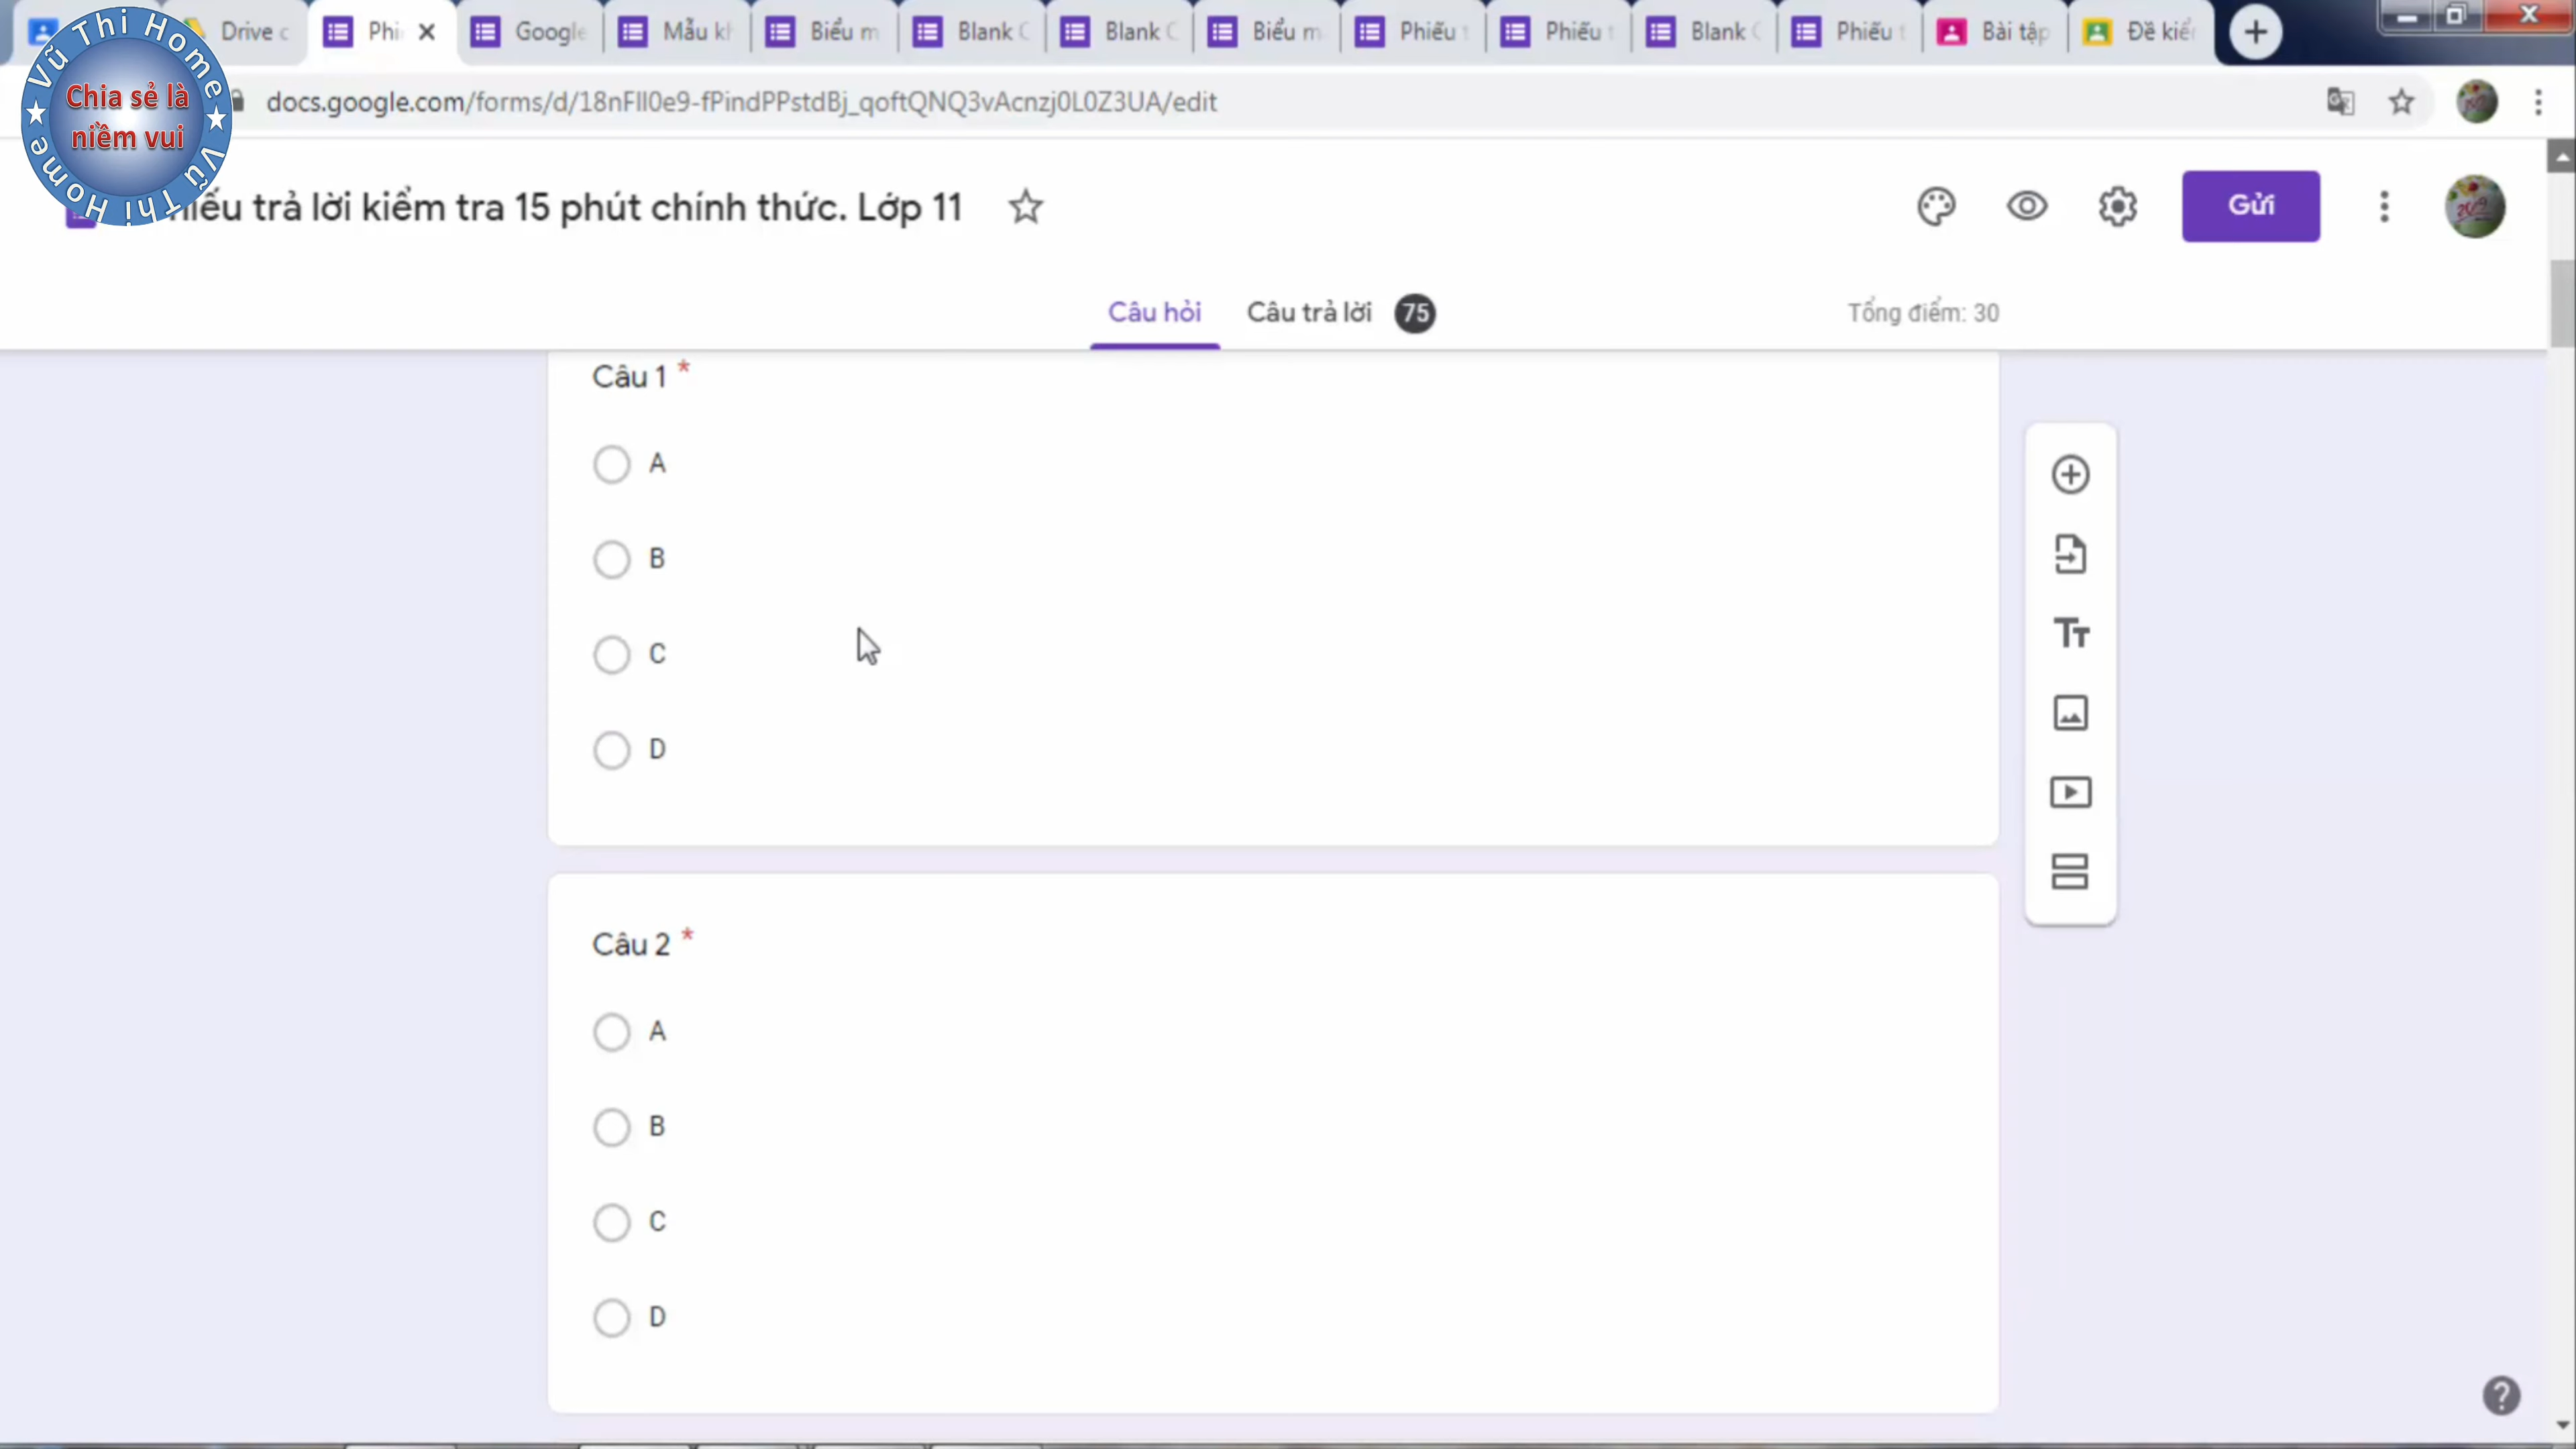 Drive c
Phi
Google
Mẫu kh
Biểu m
Blank C
Blank C
Biểu m
Phiếu t
Phiếu t
Blank C
Phiếu t
Bài tập
Đề kiể
Vũ Thi Home ★ Vũ Thi Home ★
Chia sẻ là
niềm vui
docs.google.com/forms/d/18nFlI0e9-fPindPPstdBj_qoftQNQ3vAcnzj0L0Z3UA/edit
hiếu trả lời kiểm tra 15 phút chính thức. Lớp 11
Gửi
Câu hỏi
Câu trả lời 75
Tổng điểm: 30
Câu 1 *
A
B
C
D
Câu 2 *
A
B
C
D